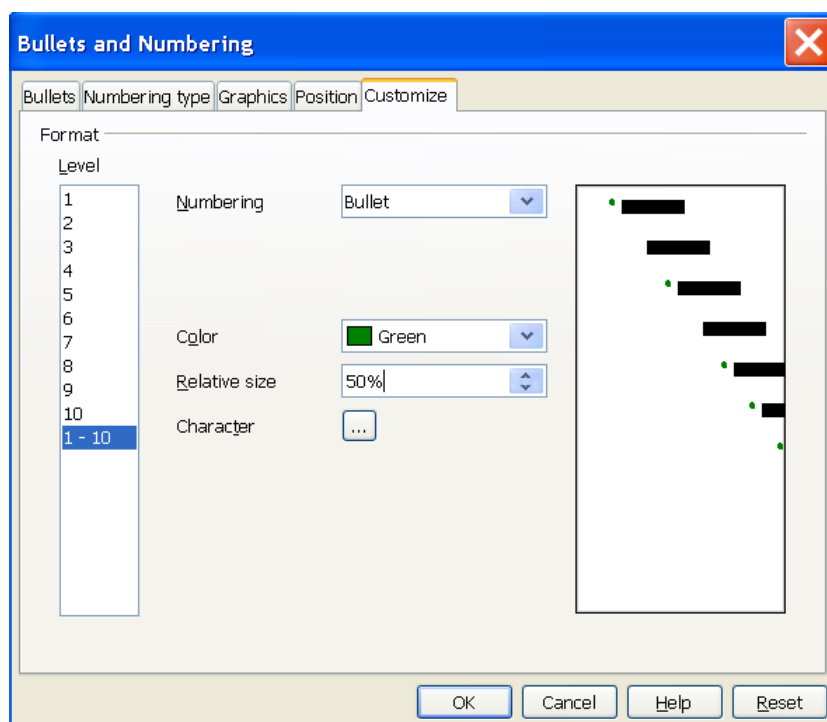 Bullets and Numbering
Bullets Numbering type Graphics Position Customize
Format
Level
1
2
3
4
5
6
7
8
9
10
1 - 10
Numbering Bullet
Color Green
Relative size 50%
Character ...
OK Cancel Help Reset